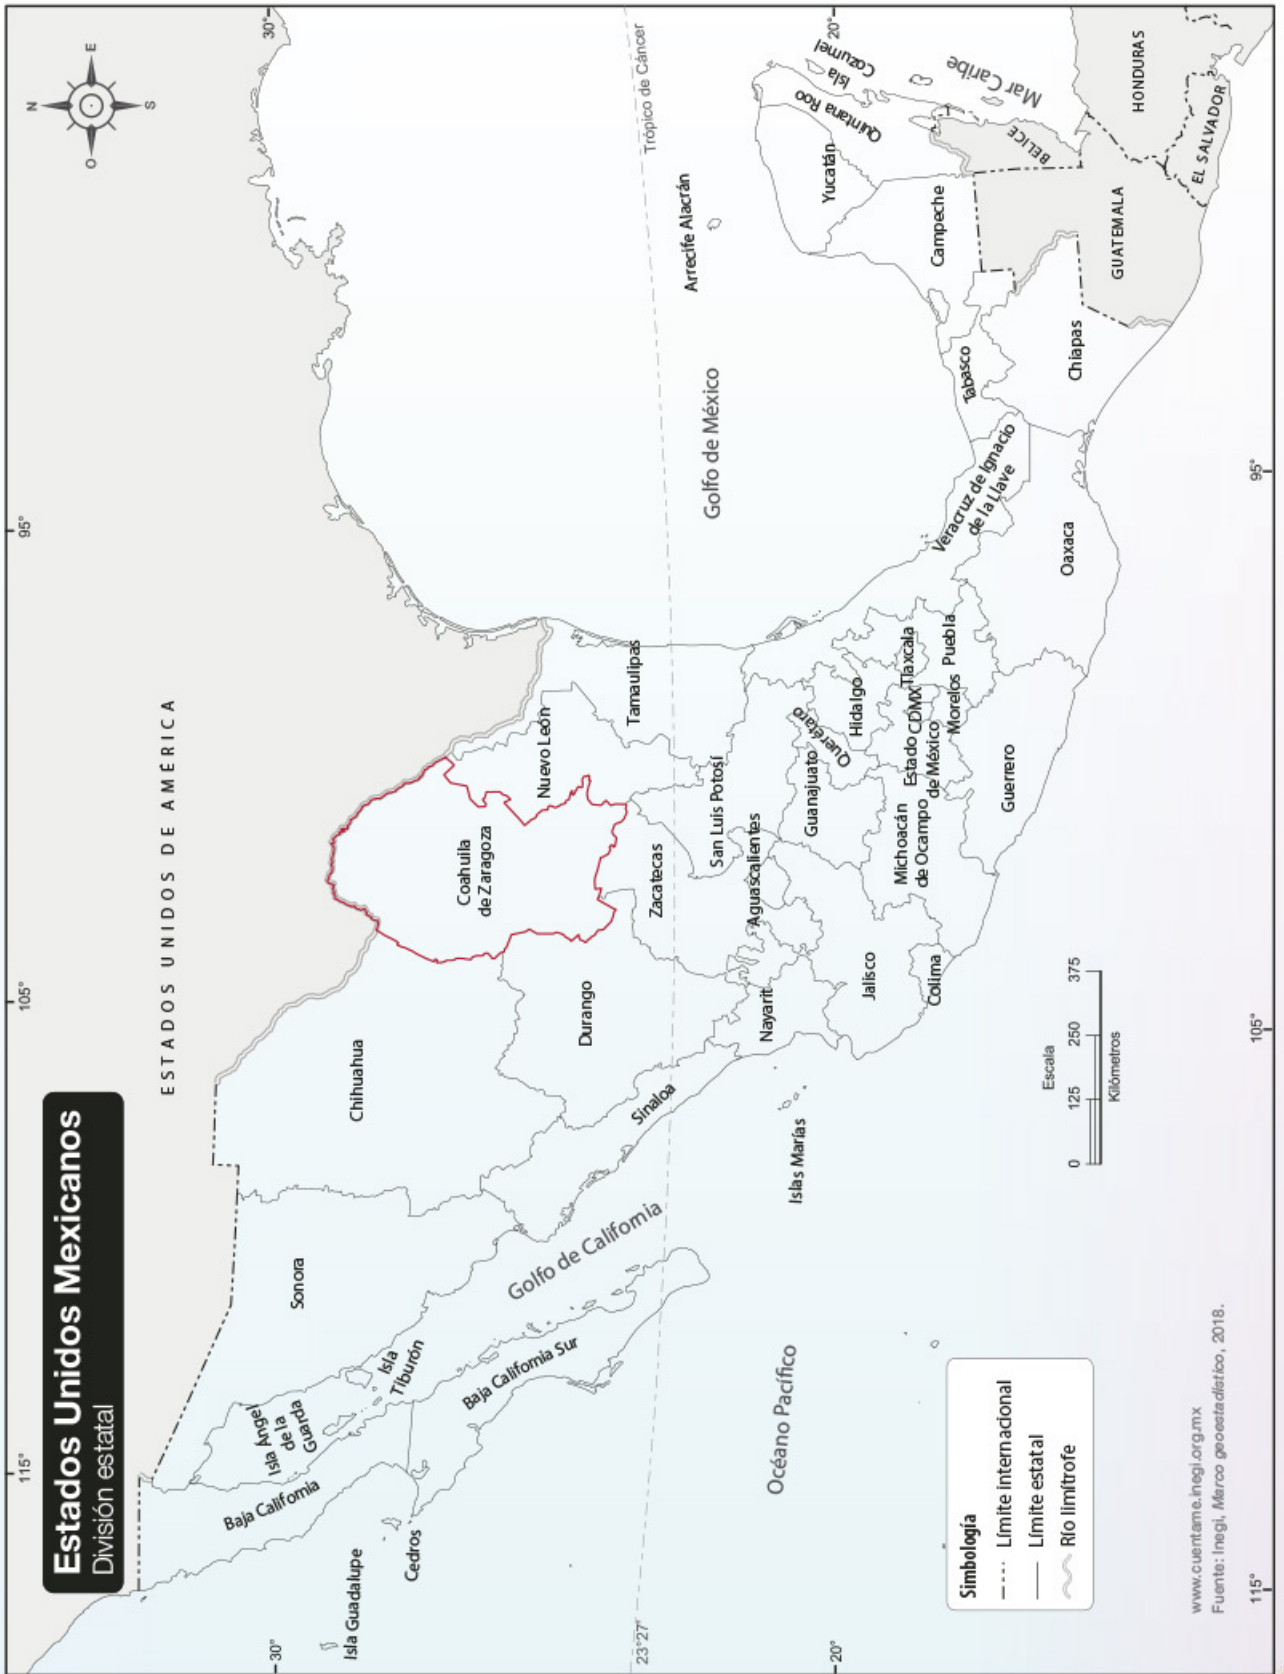 Estados Unidos Mexicanos
División estatal
N
E
S
O
115°
105°
95°
30°
30°
20°
20°
23°27'
Trópico de Cáncer
115°
105°
95°
ESTADOS UNIDOS DE AMÉRICA
Baja California
Isla Ángel
de la
Guarda
Isla
Tiburón
Isla Guadalupe
Cedros
Baja California Sur
Sonora
Chihuahua
Coahuila
de Zaragoza
Nuevo León
Tamaulipas
Durango
Sinaloa
Zacatecas
San Luis Potosí
Aguascalientes
Nayarit
Islas Marías
Jalisco
Colima
Guanajuato
Querétaro
Hidalgo
Michoacán
de Ocampo
Estado
de México
CDMX
Tlaxcala
Morelos
Puebla
Guerrero
Veracruz de Ignacio
de la Llave
Oaxaca
Tabasco
Chiapas
Campeche
Yucatán
Quintana Roo
Isla
Cozumel
Arrecife Alacrán
Golfo de México
Golfo de California
Océano Pacífico
Mar Caribe
BELICE
GUATEMALA
HONDURAS
EL SALVADOR
Escala
0
125
250
375
Kilómetros
Simbología
Límite internacional
Límite estatal
Río limítrofe
www.cuentame.inegi.org.mx
Fuente: Inegi, Marco geoestadístico, 2018.